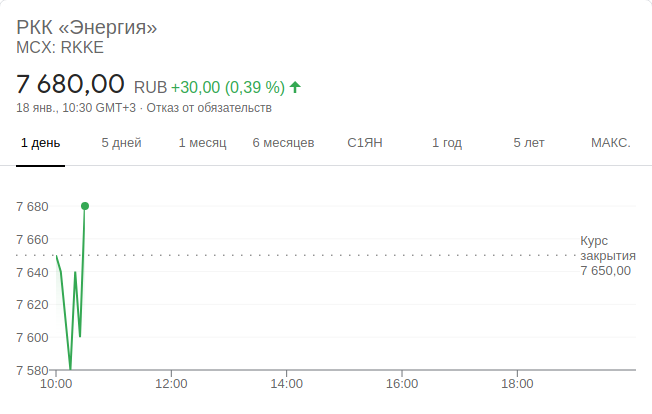 РКК «Энергия»
MCX: RKKE
7 680,00 RUB +30,00 (0,39 %)
18 янв., 10:30 GMT+3 · Отказ от обязательств
1 день 5 дней 1 месяц 6 месяцев С1ЯН 1 год 5 лет МАКС.
7 680
7 660
Курс
закрытия
7 650,00
7 640
7 620
7 600
7 580
10:00 12:00 14:00 16:00 18:00